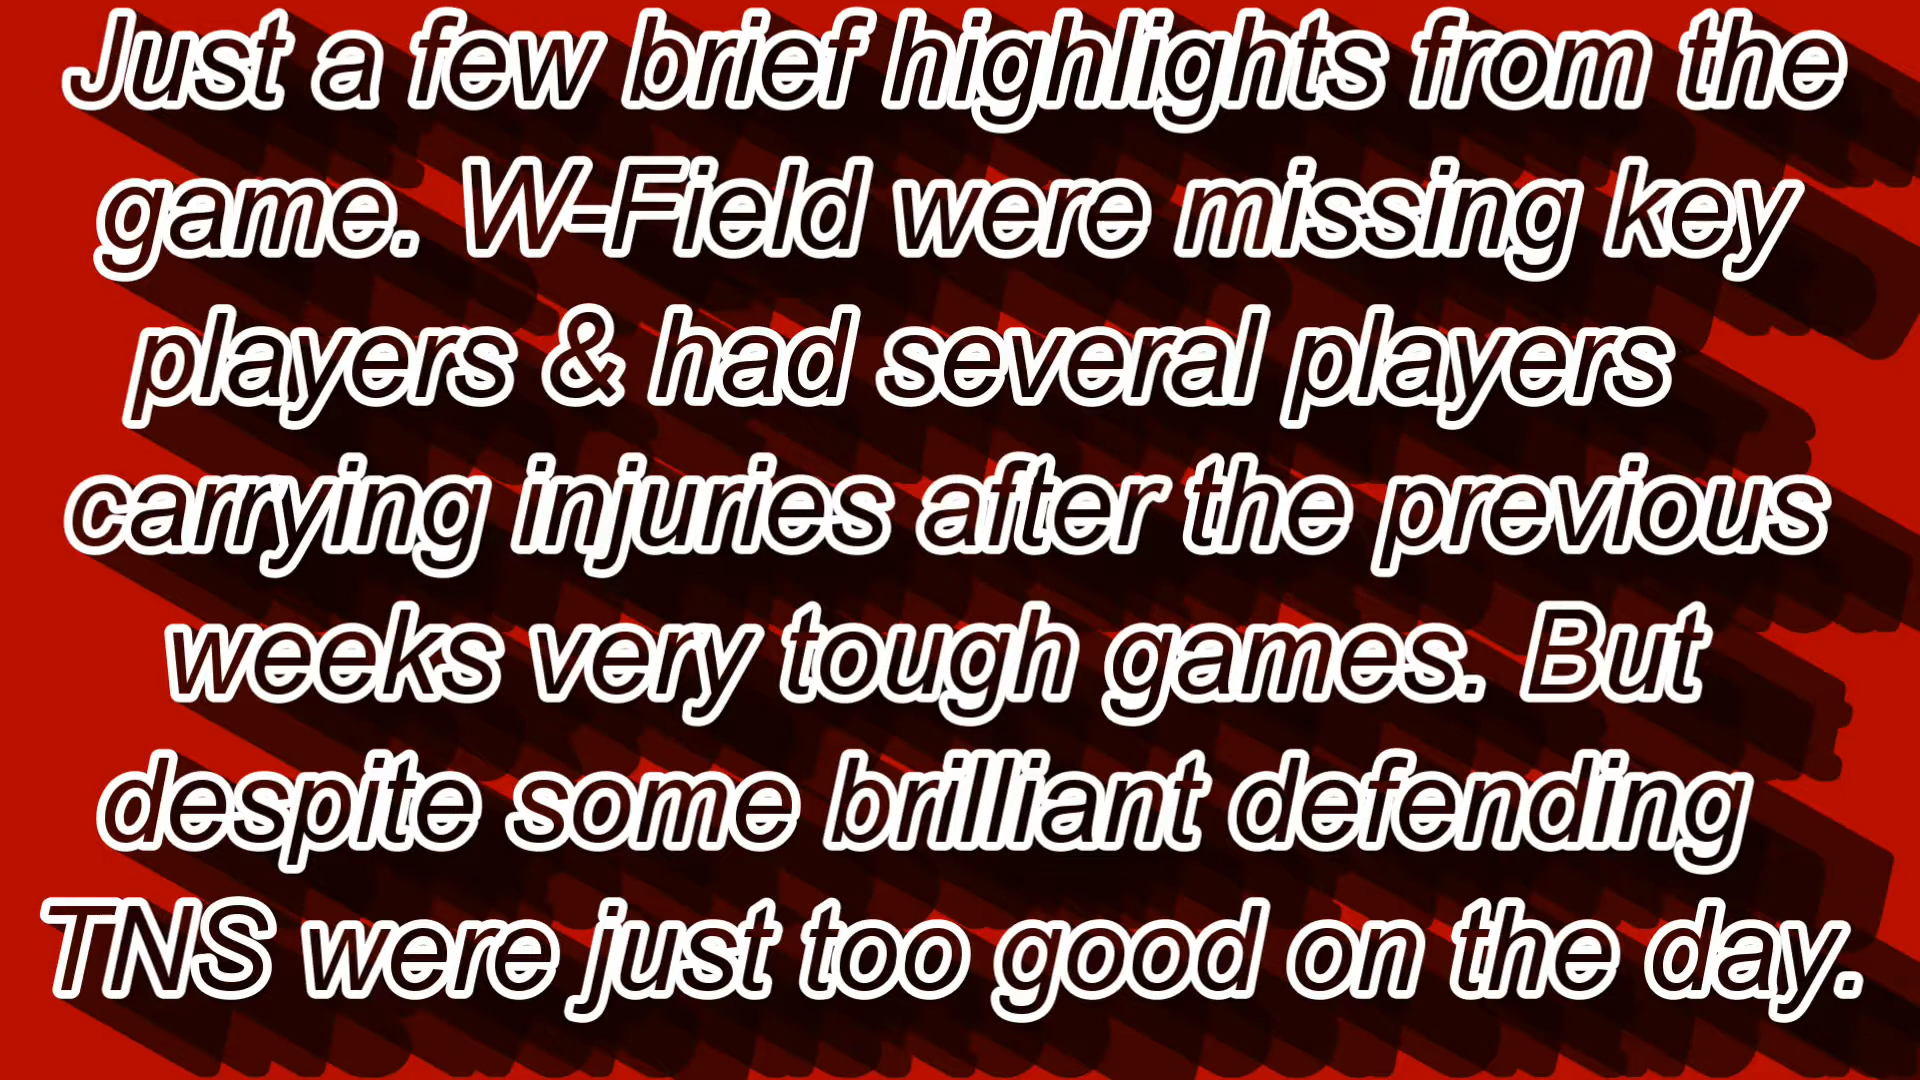 Just a few brief highlights from the
game. W-Field were missing key
players & had several players
carrying injuries after the previous
weeks very tough games. But
despite some brilliant defending
TNS were just too good on the day.